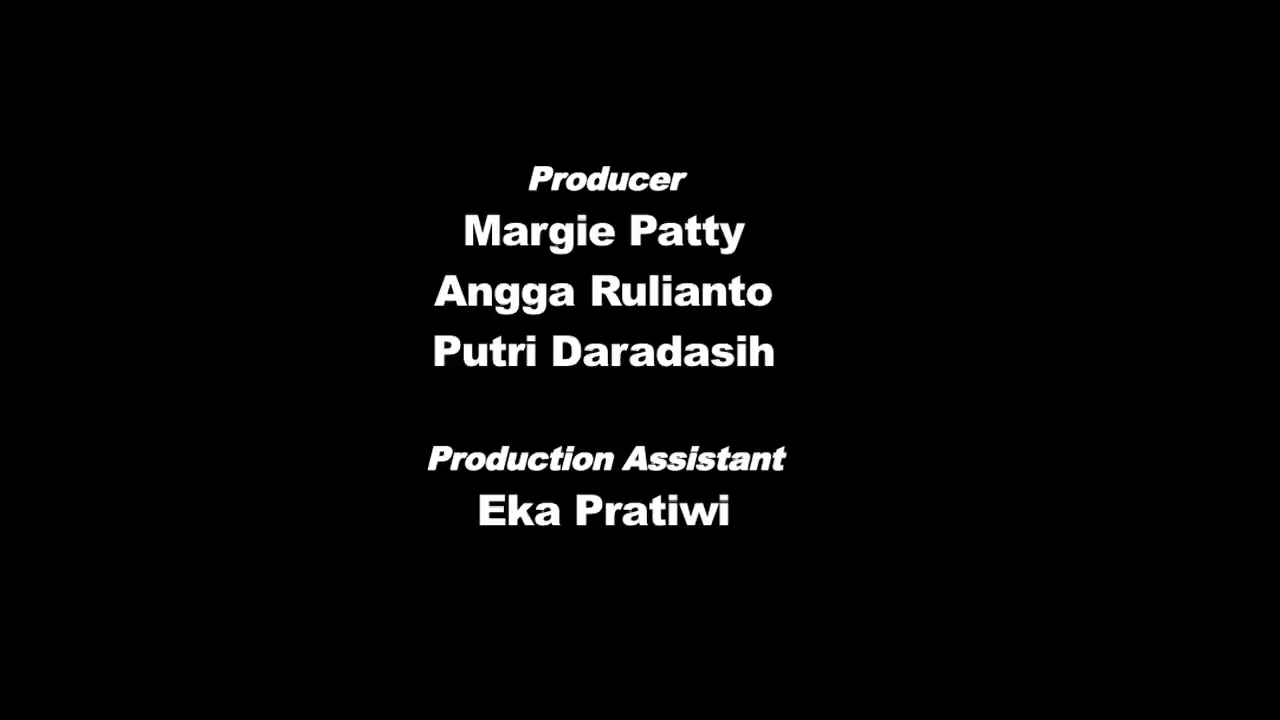 Producer
Margie Patty
Angga Rulianto
Putri Daradasih
Production Assistant
Eka Pratiwi